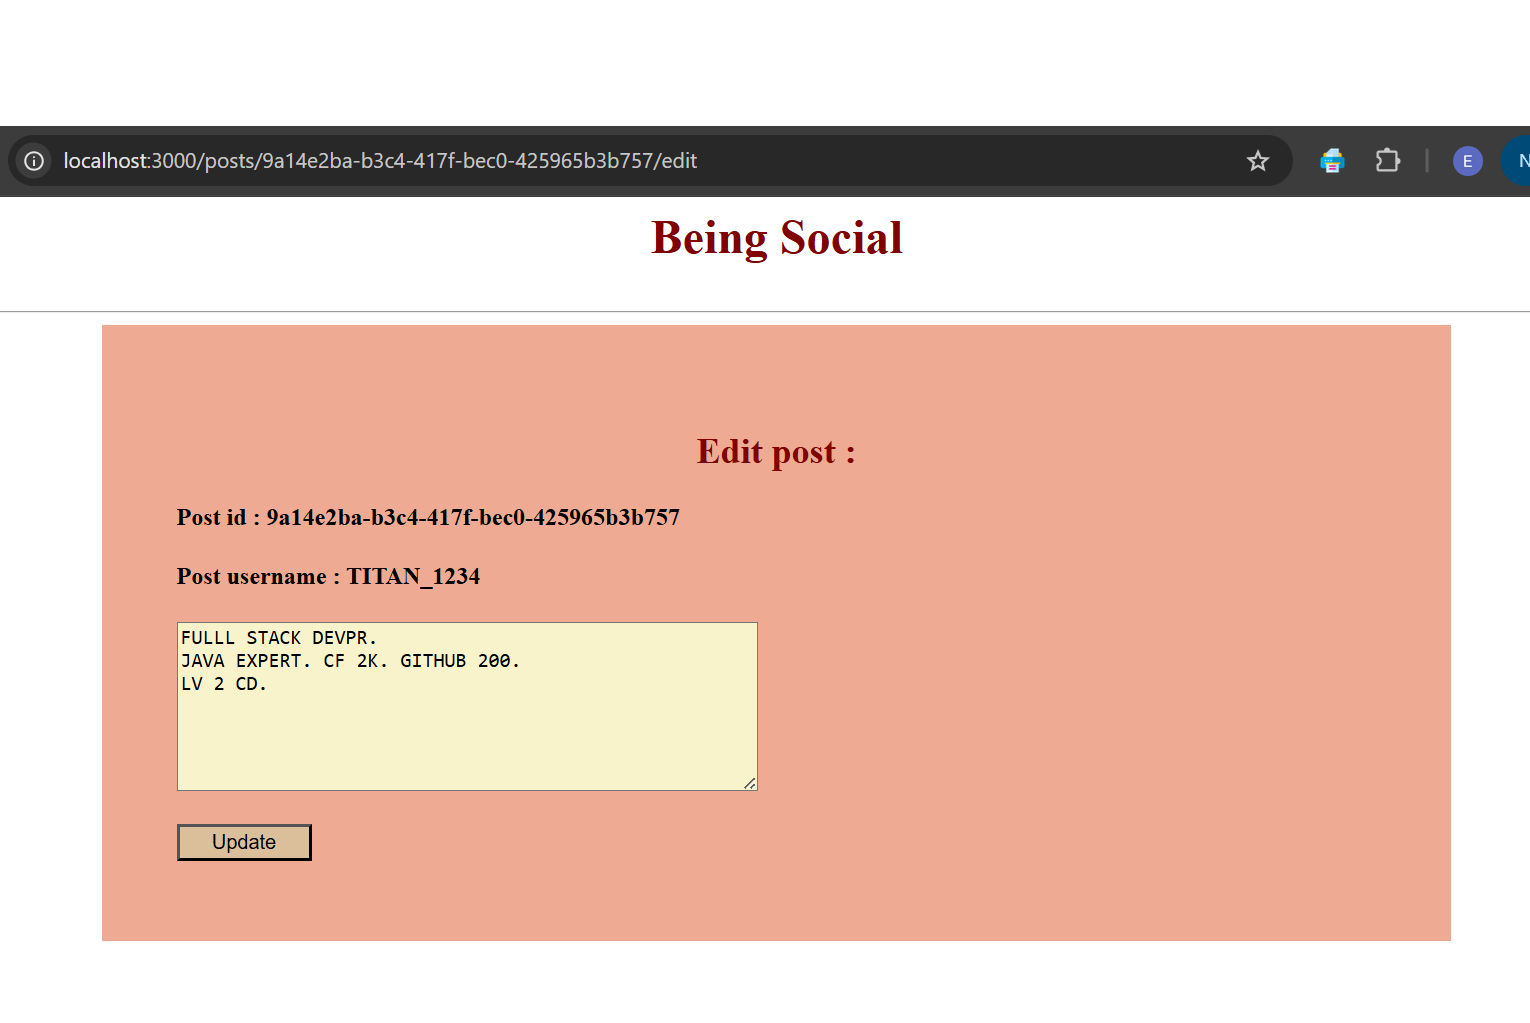 localhost:3000/posts/9a14e2ba-b3c4-417f-bec0-425965b3b757/edit
E
N
Being Social
Edit post :
Post id : 9a14e2ba-b3c4-417f-bec0-425965b3b757
Post username : TITAN_1234
FULLL STACK DEVPR.
JAVA EXPERT. CF 2K. GITHUB 200.
LV 2 CD.
Update